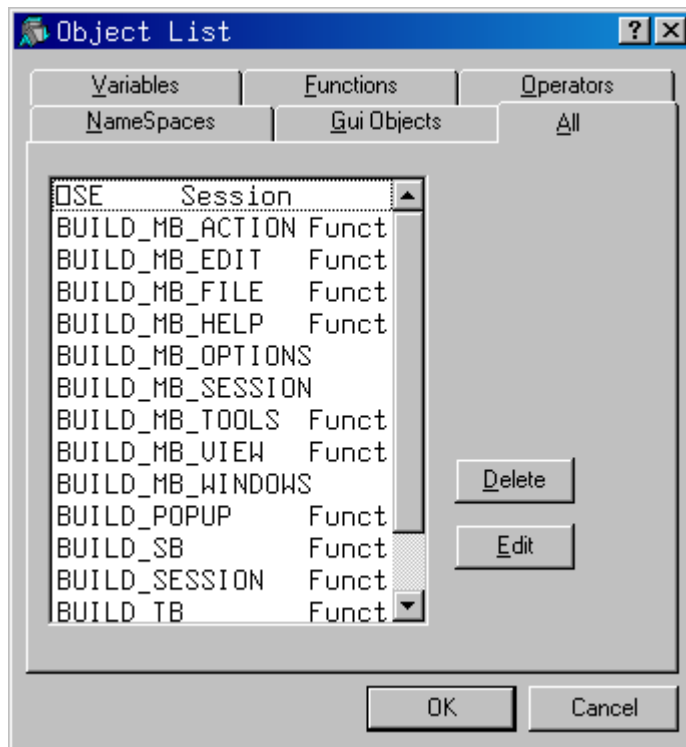 Object List
Variables Functions Operators
NameSpaces Gui Objects All
⎕SE Session
BUILD_MB_ACTION Funct
BUILD_MB_EDIT Funct
BUILD_MB_FILE Funct
BUILD_MB_HELP Funct
BUILD_MB_OPTIONS
BUILD_MB_SESSION
BUILD_MB_TOOLS Funct
BUILD_MB_VIEW Funct
BUILD_MB_WINDOWS
BUILD_POPUP Funct
BUILD_SB Funct
BUILD_SESSION Funct
BUILD_TB Funct
Delete
Edit
OK Cancel